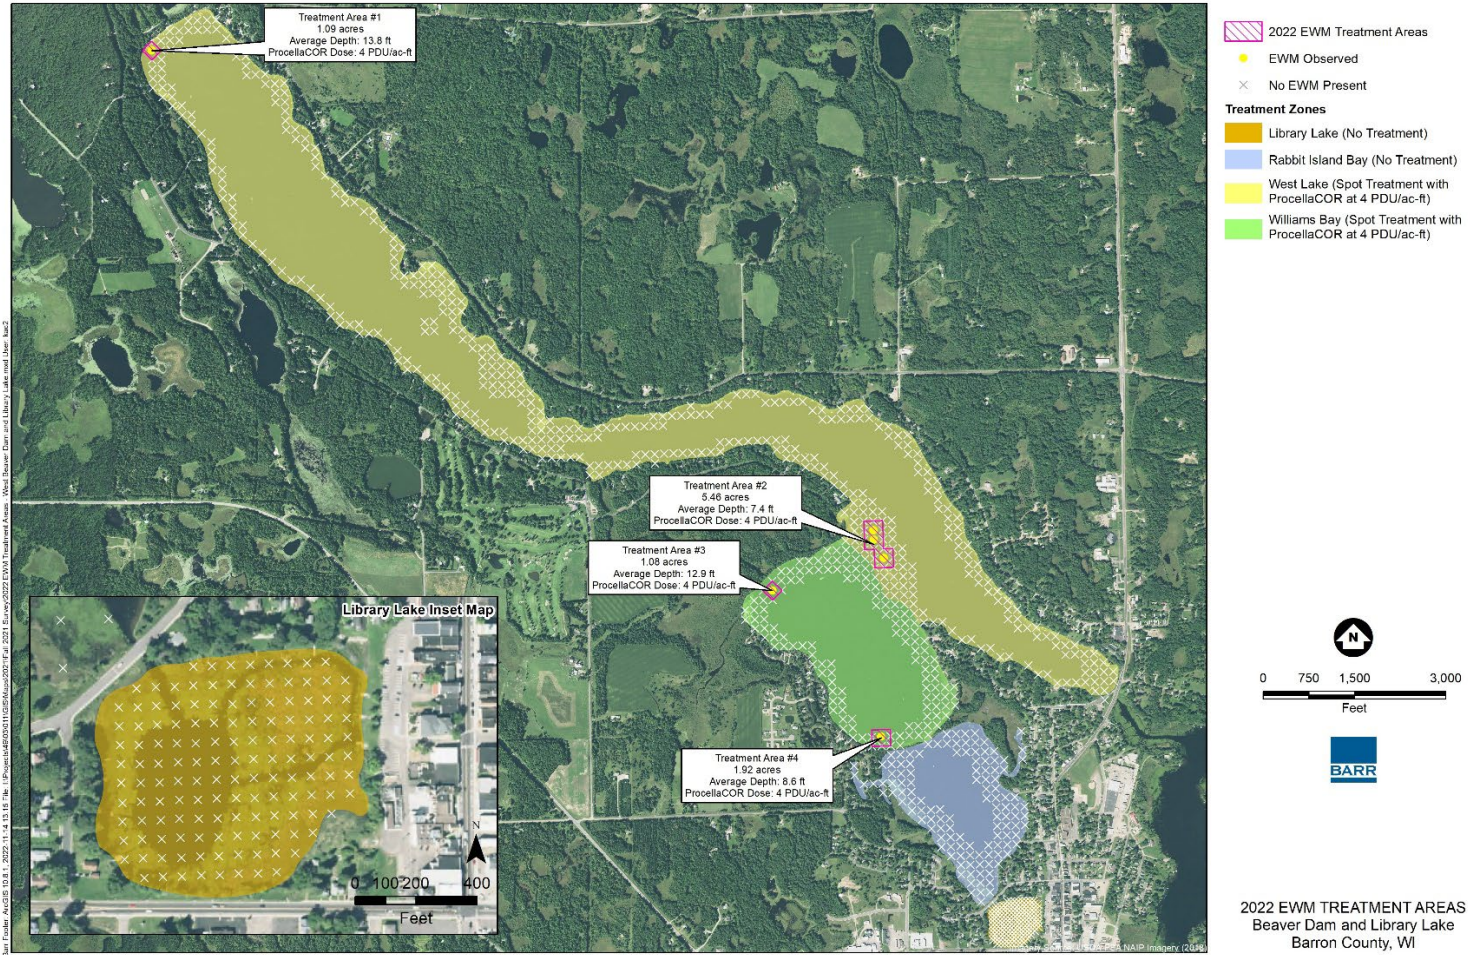 Treatment Area #1
1.09 acres
Average Depth: 13.8 ft
ProcellaCOR Dose: 4 PDU/ac-ft
Treatment Area #2
5.46 acres
Average Depth: 7.4 ft
ProcellaCOR Dose: 4 PDU/ac-ft
Treatment Area #3
1.08 acres
Average Depth: 12.9 ft
ProcellaCOR Dose: 4 PDU/ac-ft
Treatment Area #4
1.92 acres
Average Depth: 8.6 ft
ProcellaCOR Dose: 4 PDU/ac-ft
Library Lake Inset Map
N
0 100 200 400
Feet
2022 EWM Treatment Areas
EWM Observed
No EWM Present
Treatment Zones
Library Lake (No Treatment)
Rabbit Island Bay (No Treatment)
West Lake (Spot Treatment with
ProcellaCOR at 4 PDU/ac-ft)
Williams Bay (Spot Treatment with
ProcellaCOR at 4 PDU/ac-ft)
N
0 750 1,500 3,000
Feet
BARR
2022 EWM TREATMENT AREAS
Beaver Dam and Library Lake
Barron County, WI